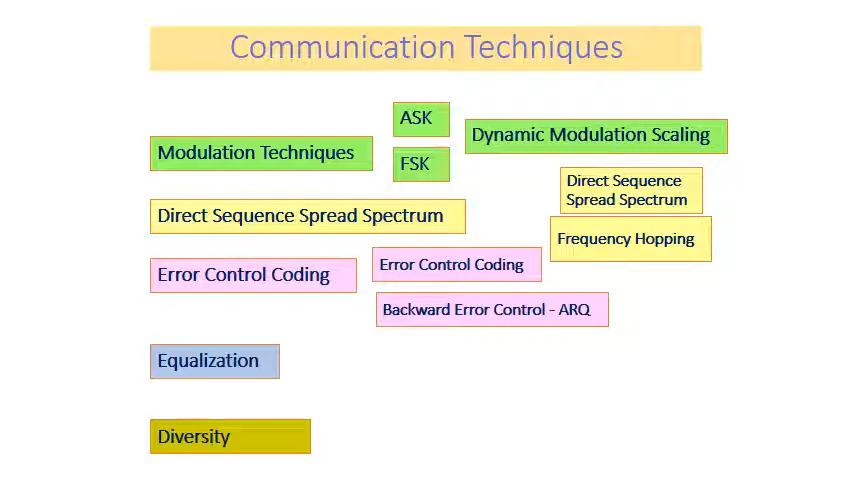 Communication Techniques
ASK
Dynamic Modulation Scaling
Modulation Techniques
FSK
Direct Sequence
Spread Spectrum
Direct Sequence Spread Spectrum
Frequency Hopping
Error Control Coding
Error Control Coding
Backward Error Control - ARQ
Equalization
Diversity